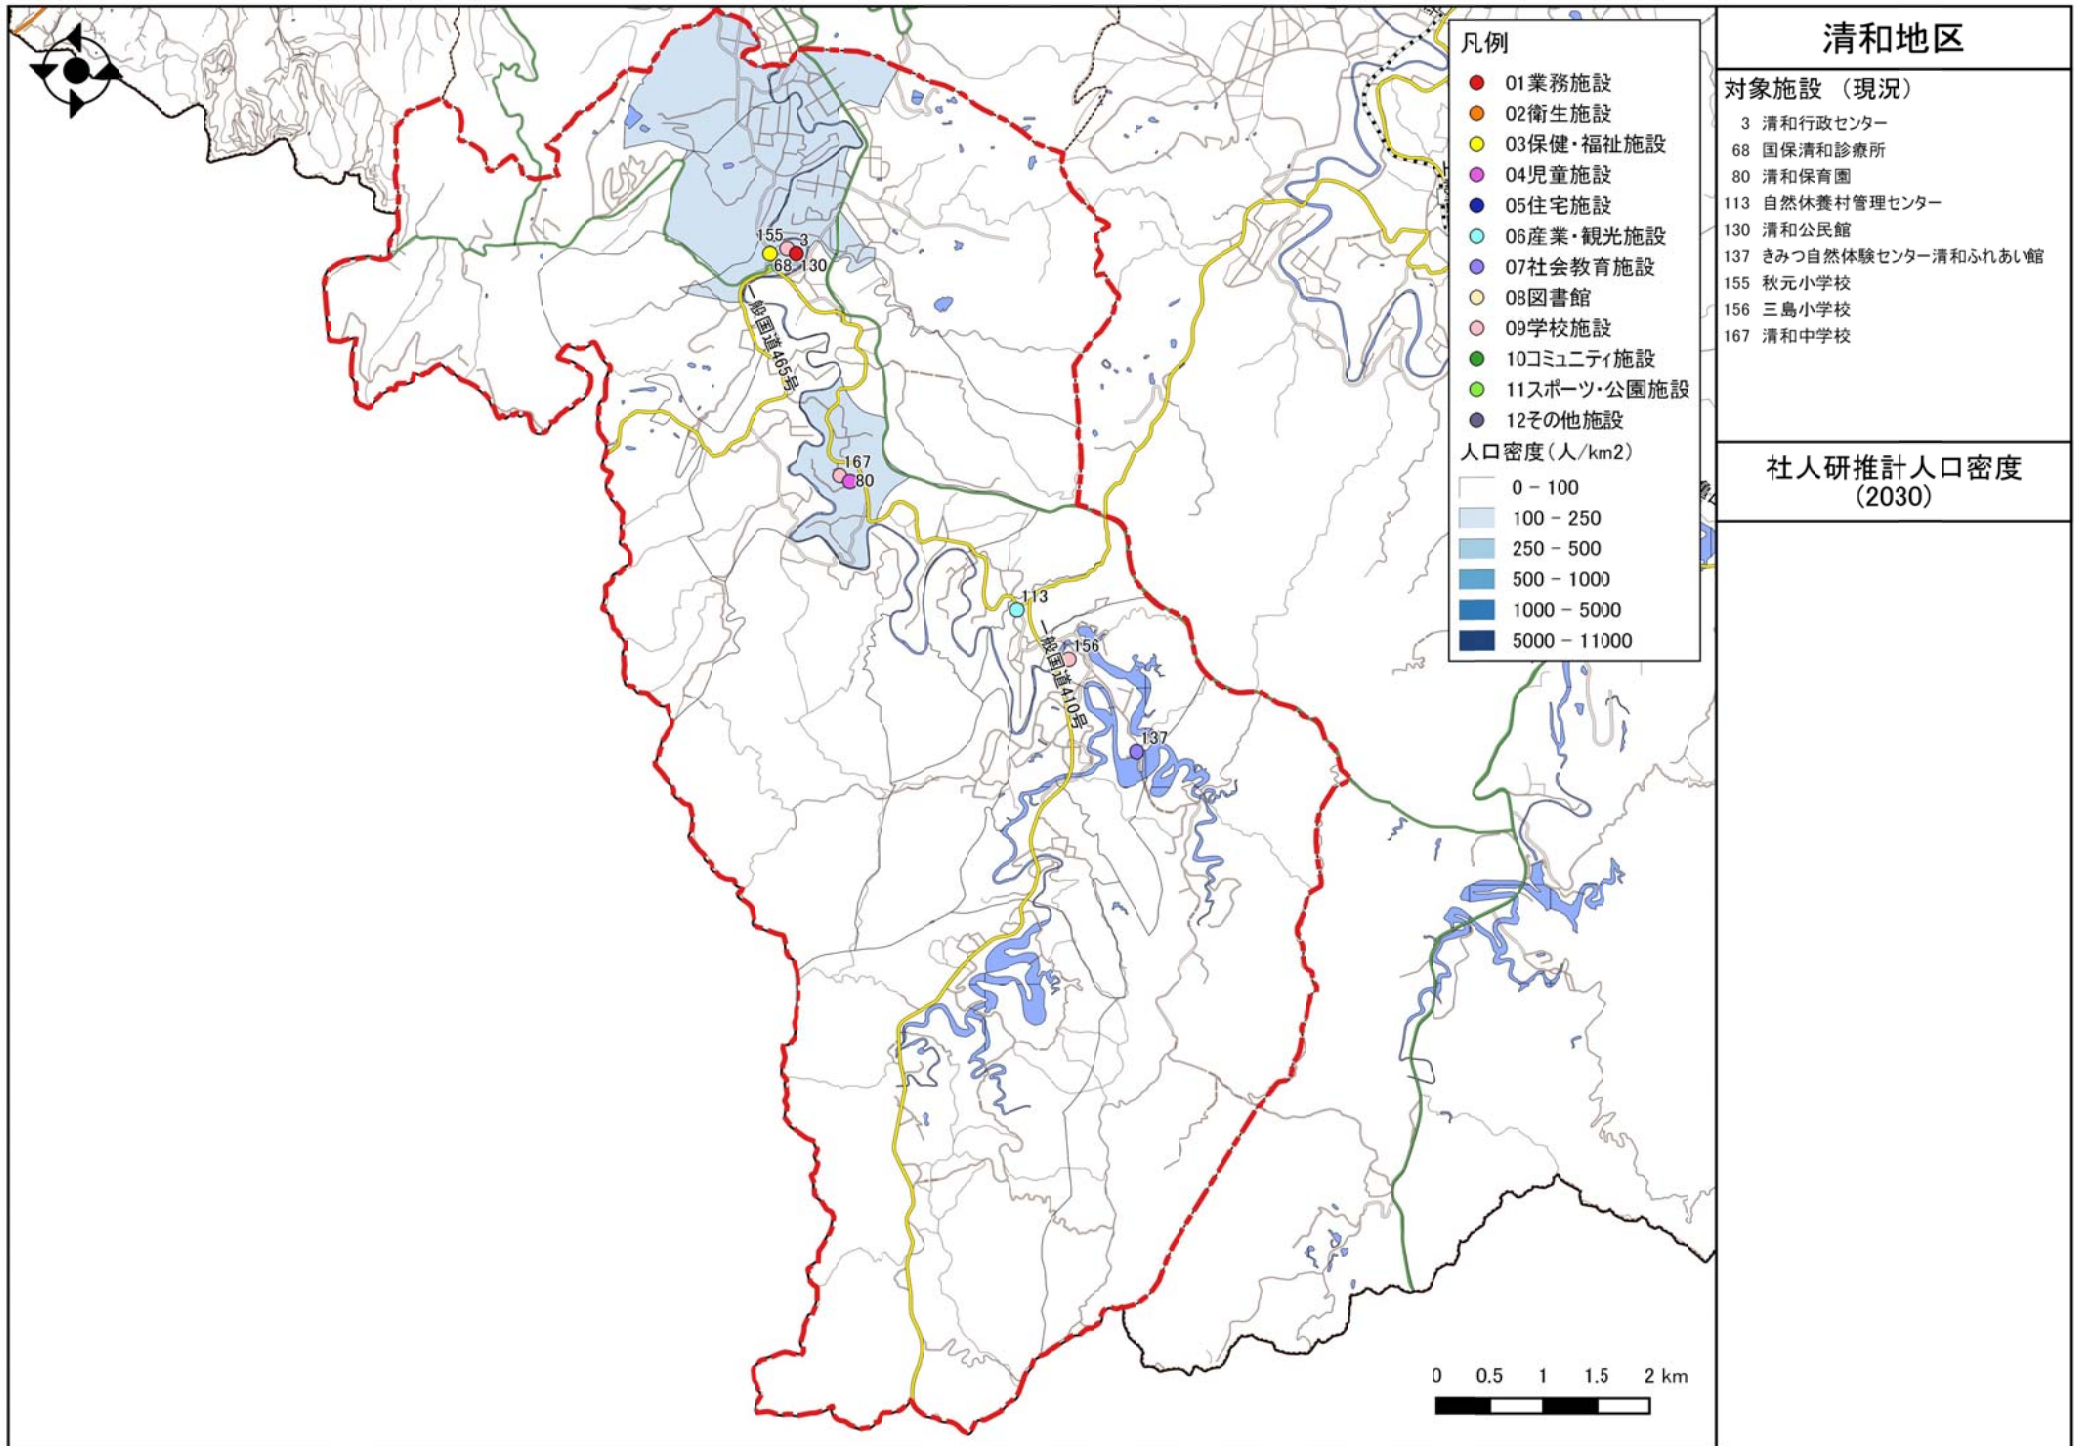 清和地区
対象施設 （現況）
3 清和行政センター
68 国保清和診療所
80 清和保育園
113 自然休養村管理センター
130 清和公民館
137 きみつ自然体験センター清和ふれあい館
155 秋元小学校
156 三島小学校
167 清和中学校
社人研推計人口密度
(2030)
凡例
01業務施設
02衛生施設
03保健・福祉施設
04児童施設
05住宅施設
06産業・観光施設
07社会教育施設
08図書館
09学校施設
10コミュニティ施設
11スポーツ・公園施設
12その他施設
人口密度(人/km2)
0 - 100
100 - 250
250 - 500
500 - 1000
1000 - 5000
5000 - 11000
155
3
68
130
一般国道465号
167
80
113
156
一般国道410号
137
0 0.5 1 1.5 2 km